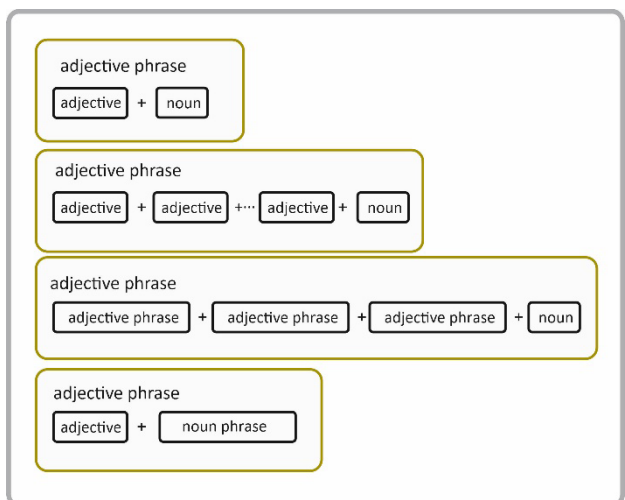 adjective phrase
adjective + noun
adjective phrase
adjective + adjective +··· adjective + noun
adjective phrase
adjective phrase + adjective phrase + adjective phrase + noun
adjective phrase
adjective + noun phrase